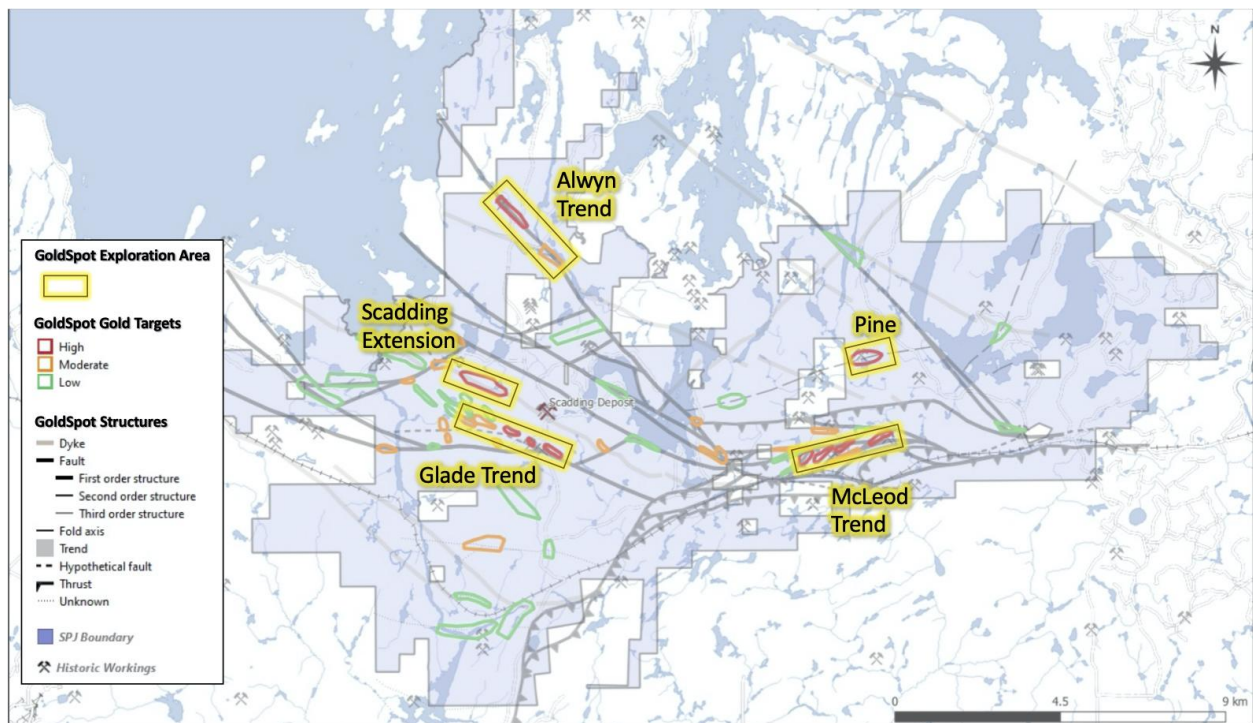 N
Alwyn
Trend
GoldSpot Exploration Area
GoldSpot Gold Targets
High
Moderate
Low
GoldSpot Structures
Dyke
Fault
First order structure
Second order structure
Third order structure
Fold axis
Trend
Hypothetical fault
Thrust
Unknown
SPJ Boundary
Historic Workings
Scadding
Extension
Pine
Scadding Deposit
Glade Trend
McLeod
Trend
0 4.5 9 km